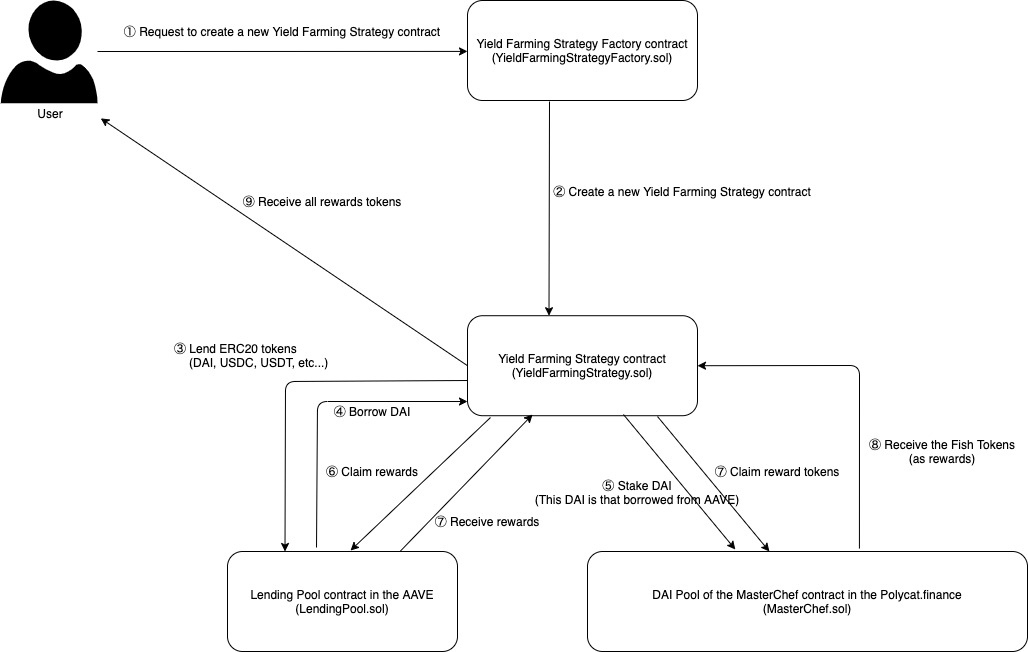 ① Request to create a new Yield Farming Strategy contract
Yield Farming Strategy Factory contract
(YieldFarmingStrategyFactory.sol)
User
② Create a new Yield Farming Strategy contract
⑨ Receive all rewards tokens
③ Lend ERC20 tokens
(DAI, USDC, USDT, etc...)
Yield Farming Strategy contract
(YieldFarmingStrategy.sol)
④ Borrow DAI
⑧ Receive the Fish Tokens
(as rewards)
⑥ Claim rewards
⑦ Claim reward tokens
⑤ Stake DAI
(This DAI is that borrowed from AAVE)
⑦ Receive rewards
Lending Pool contract in the AAVE
(LendingPool.sol)
DAI Pool of the MasterChef contract in the Polycat.finance
(MasterChef.sol)